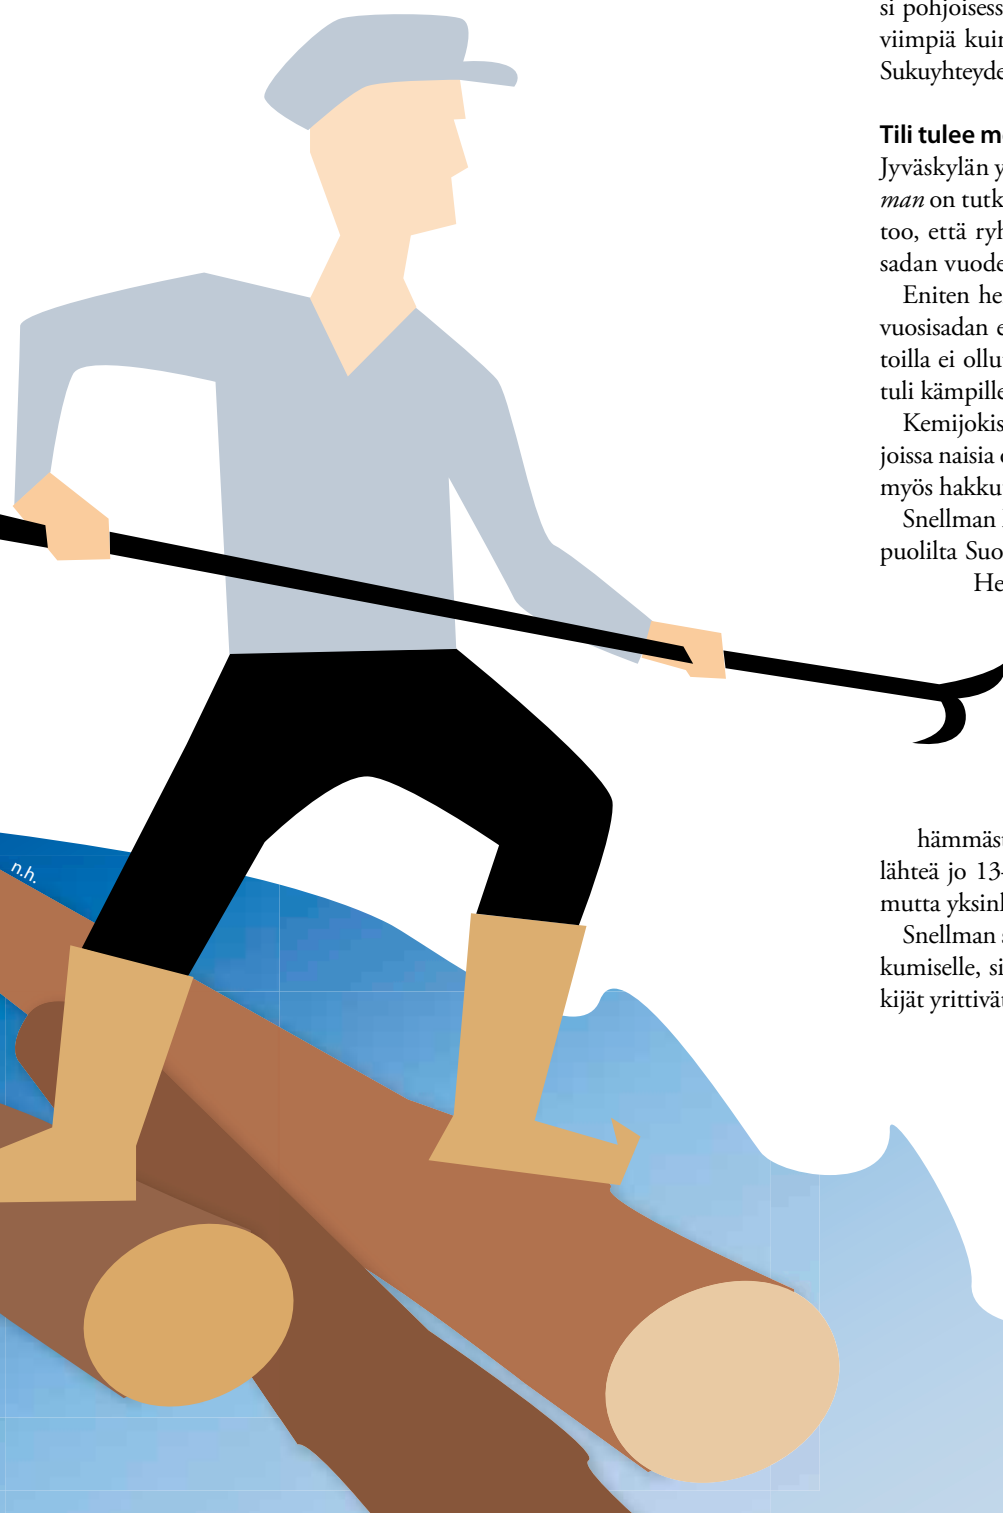 si pohjoisess
viimpiä kuin
Sukuyhteyde
Tili tulee m
Jyväskylän y
man on tutk
too, että ryh
sadan vuode
Eniten he
vuosisadan e
toilla ei ollu
tuli kämpille
Kemijokis
joissa naisia o
myös hakku
Snellman
puolilta Suo
He
hämmäst
lähteä jo 13-
mutta yksinl
Snellman s
kumiselle, si
kijät yrittivät
n.h.